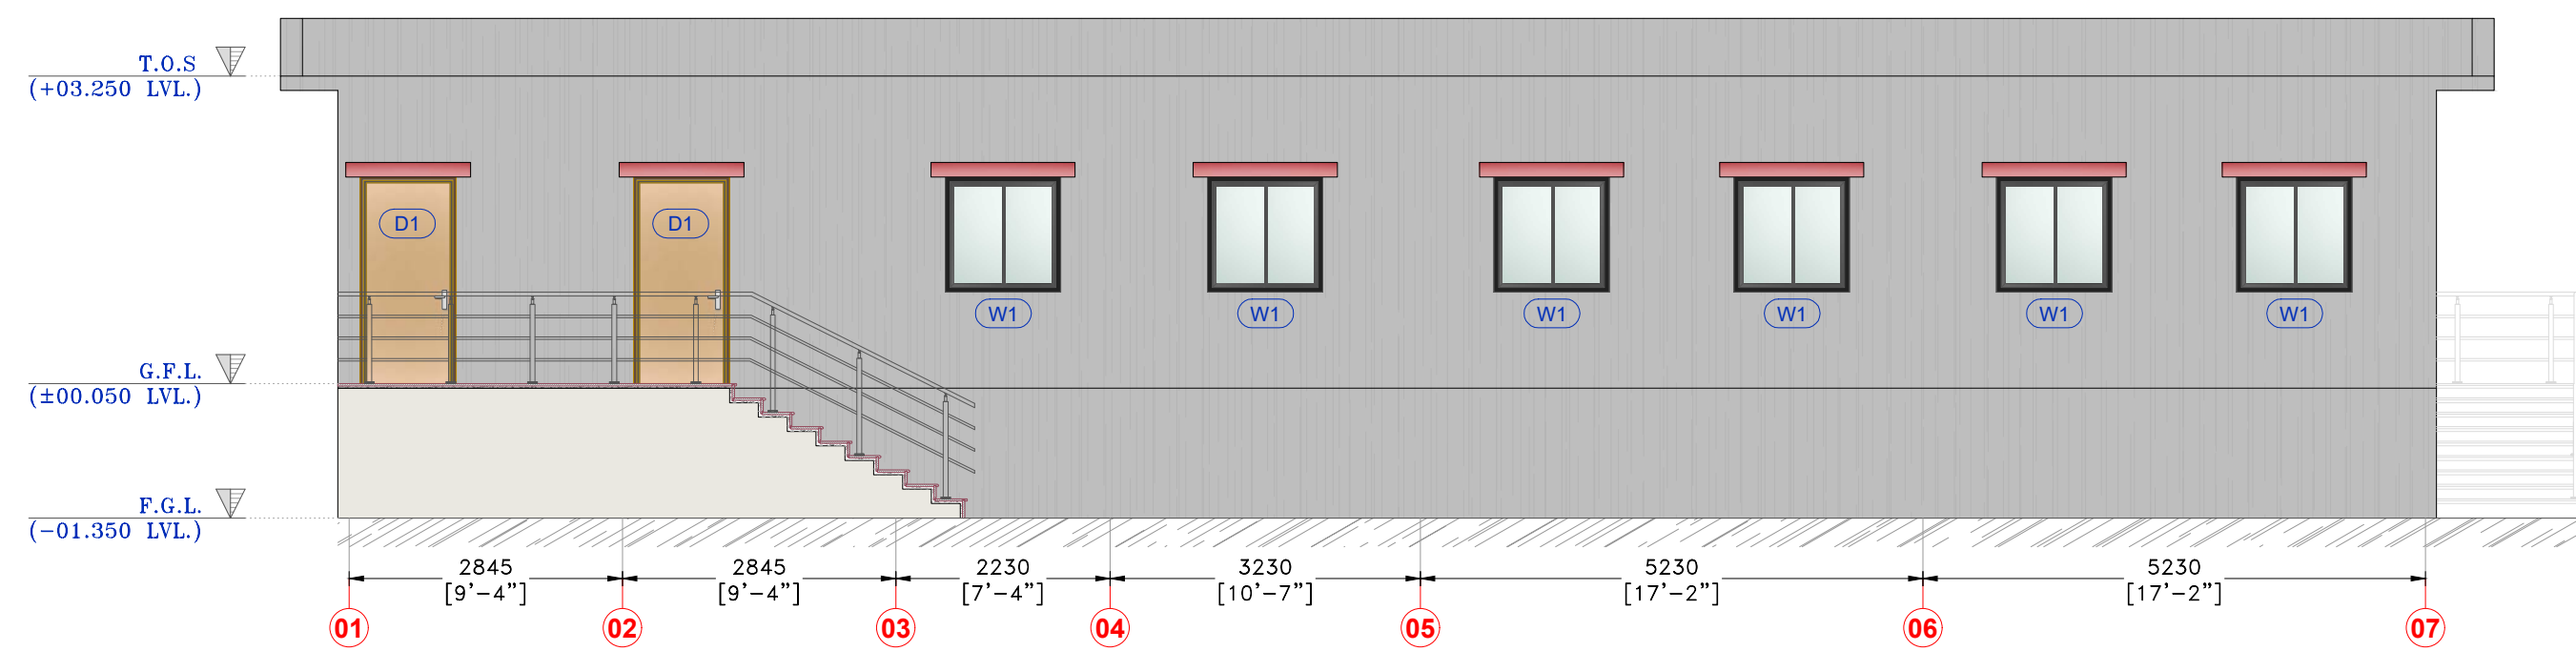 T.O.S
(+03.250 LVL.)
D1 D1
W1 W1 W1 W1 W1 W1
G.F.L.
(±00.050 LVL.)
F.G.L.
(−01.350 LVL.)
2845 2845 2230 3230 5230 5230
[9'−4"] [9'−4"] [7'−4"] [10'−7"] [17'−2"] [17'−2"]
01 02 03 04 05 06 07